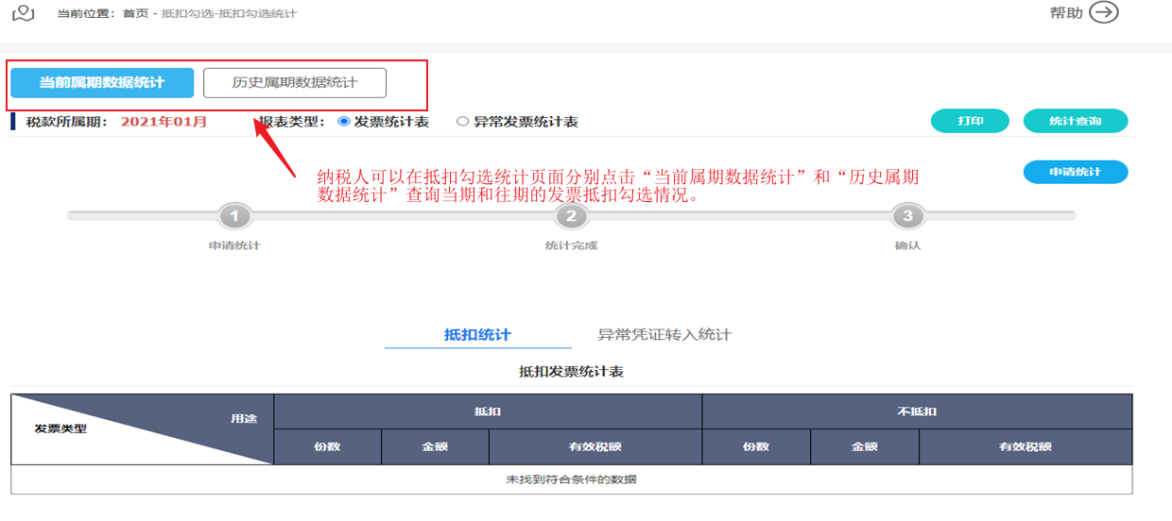 当前位置：首页 - 抵扣勾选-抵扣勾选统计
帮助
当前属期数据统计
历史属期数据统计
税款所属期： 2021年01月
报表类型： 发票统计表 异常发票统计表
打印
统计查询
申请统计
纳税人可以在抵扣勾选统计页面分别点击“当前属期数据统计”和“历史属期
数据统计”查询当期和往期的发票抵扣勾选情况。
1 2 3
申请统计 统计完成 确认
抵扣统计 异常凭证转入统计
抵扣发票统计表
用途 抵扣 不抵扣
发票类型
份数 金额 有效税额 份数 金额 有效税额
未找到符合条件的数据